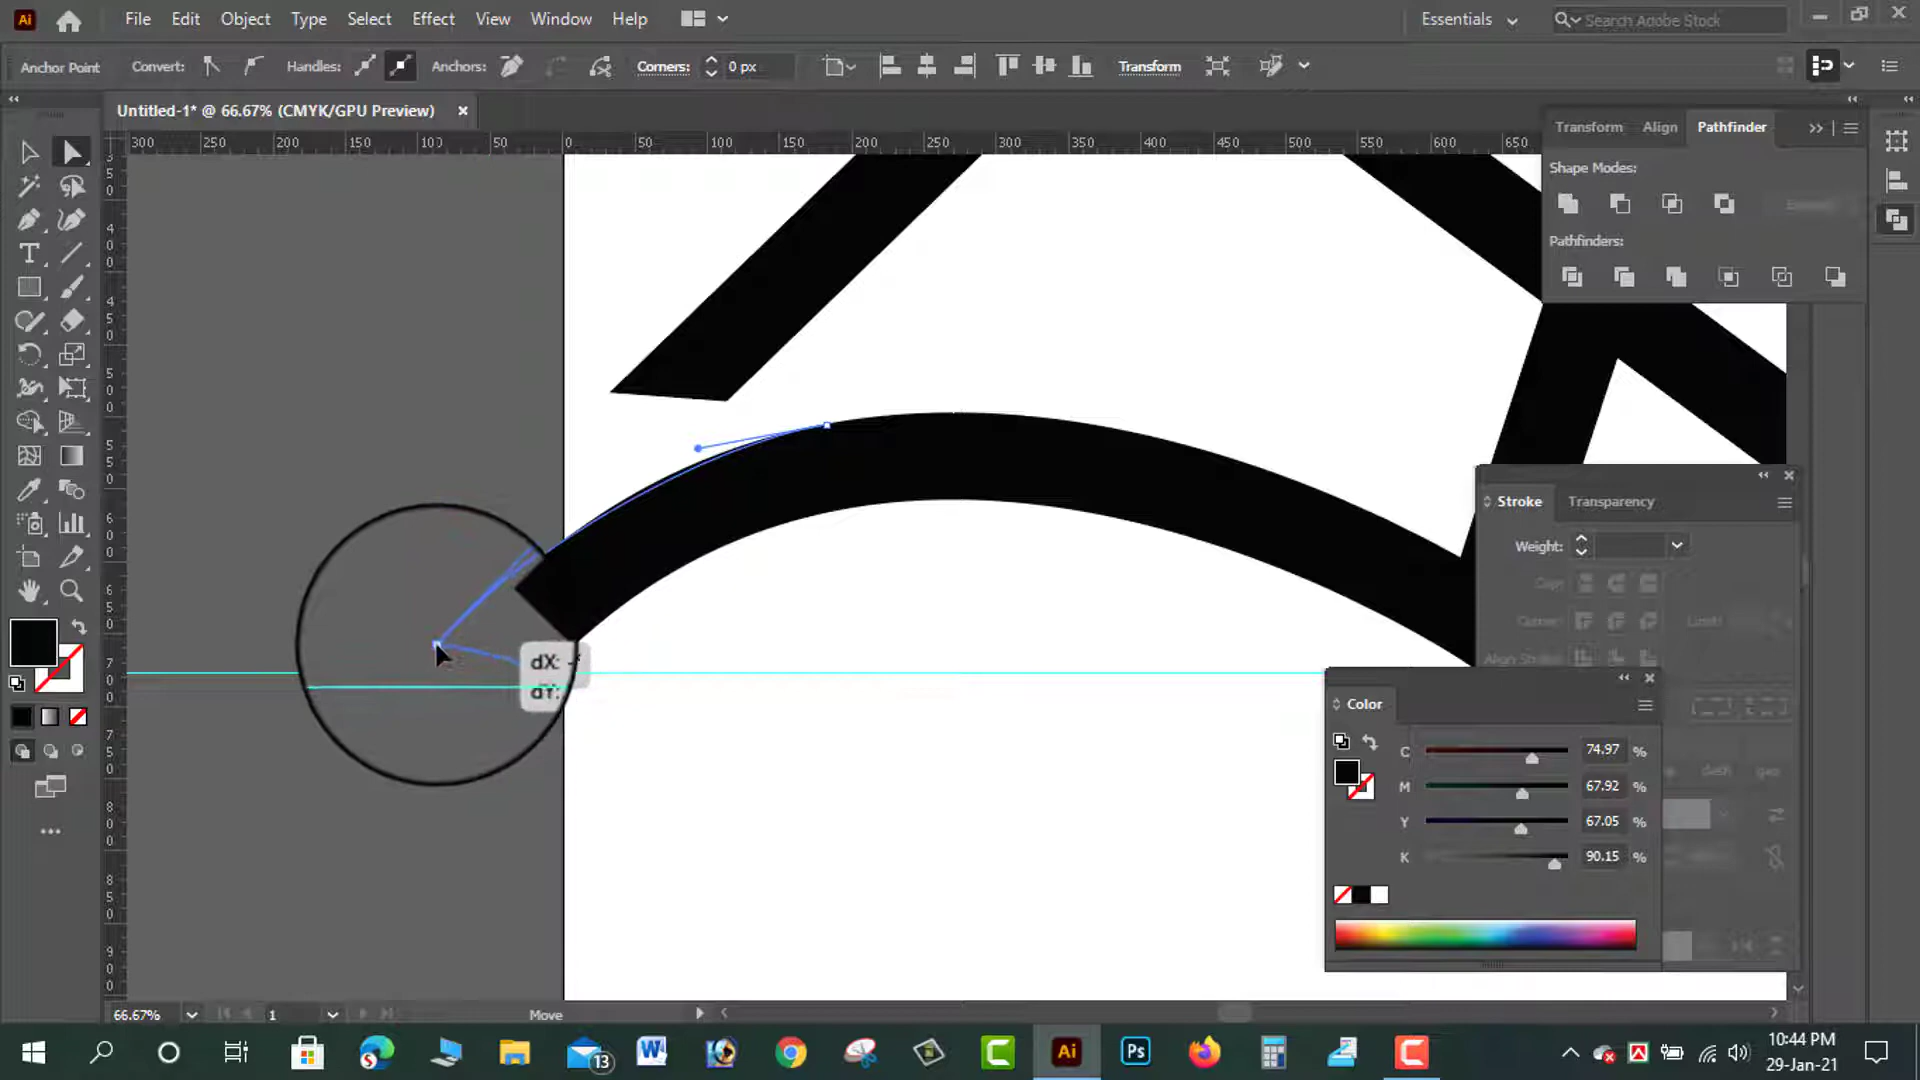 Ai File Edit Object Type Select Effect View Window Help Essentials Search Adobe Stock
Anchor Point Convert: Handles: Anchors: Corners: 0 px Transform
Untitled-1* @ 66.67% (CMYK/GPU Preview)
300 250 200 150 100 50 0 50 100 150 200 250 300 350 400 450 500 550 600 650
Transform Align Pathfinder
Shape Modes:
Pathfinders:
Stroke Transparency
Weight:
dX: -
dY:
Color
C 74.97 %
M 67.92 %
Y 67.05 %
K 90.15 %
66.67% 1 Move
13 Ai Ps
10:44 PM
29-Jan-21